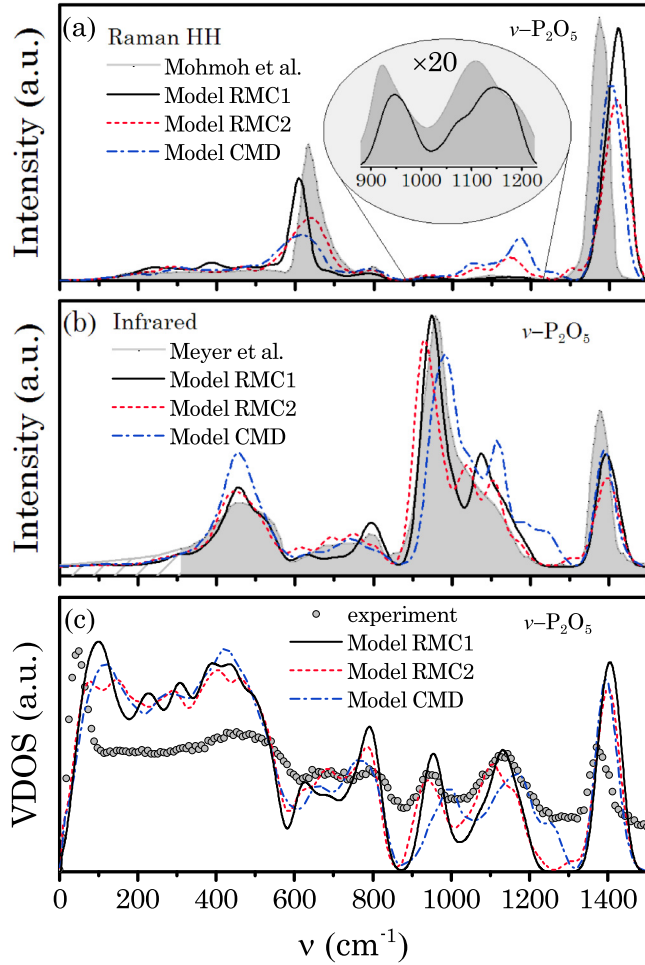 (a) Raman HH
v–P2O5
Mohmoh et al.
Model RMC1
Model RMC2
Model CMD
×20
900 1000 1100 1200
Intensity (a.u.)
(b) Infrared
v–P2O5
Meyer et al.
Model RMC1
Model RMC2
Model CMD
Intensity (a.u.)
(c)
experiment
v–P2O5
Model RMC1
Model RMC2
Model CMD
VDOS (a.u.)
0 200 400 600 800 1000 1200 1400
ν (cm-1)